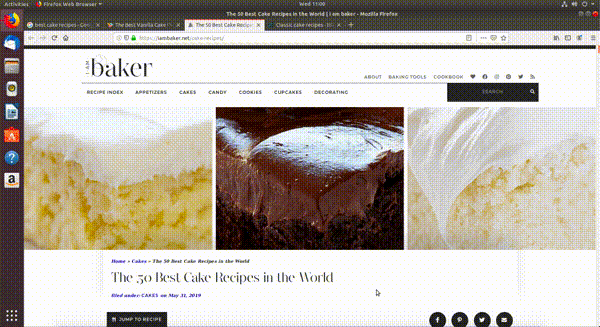 Activities Firefox Web Browser Wed 11:00
The 50 Best Cake Recipes in the World | i am baker - Mozilla Firefox
best cake recipes - Goo The Best Vanilla Cake The 50 Best Cake Recipes in Classic cake recipes - B
https://iambaker.net/cake-recipes/
I AM
baker
ABOUT BAKING TOOLS COOKBOOK
RECIPE INDEX APPETIZERS CAKES CANDY COOKIES CUPCAKES DECORATING SEARCH
Home » Cakes » The 50 Best Cake Recipes in the World
The 50 Best Cake Recipes in the World
filed under: CAKES on May 31, 2019
JUMP TO RECIPE